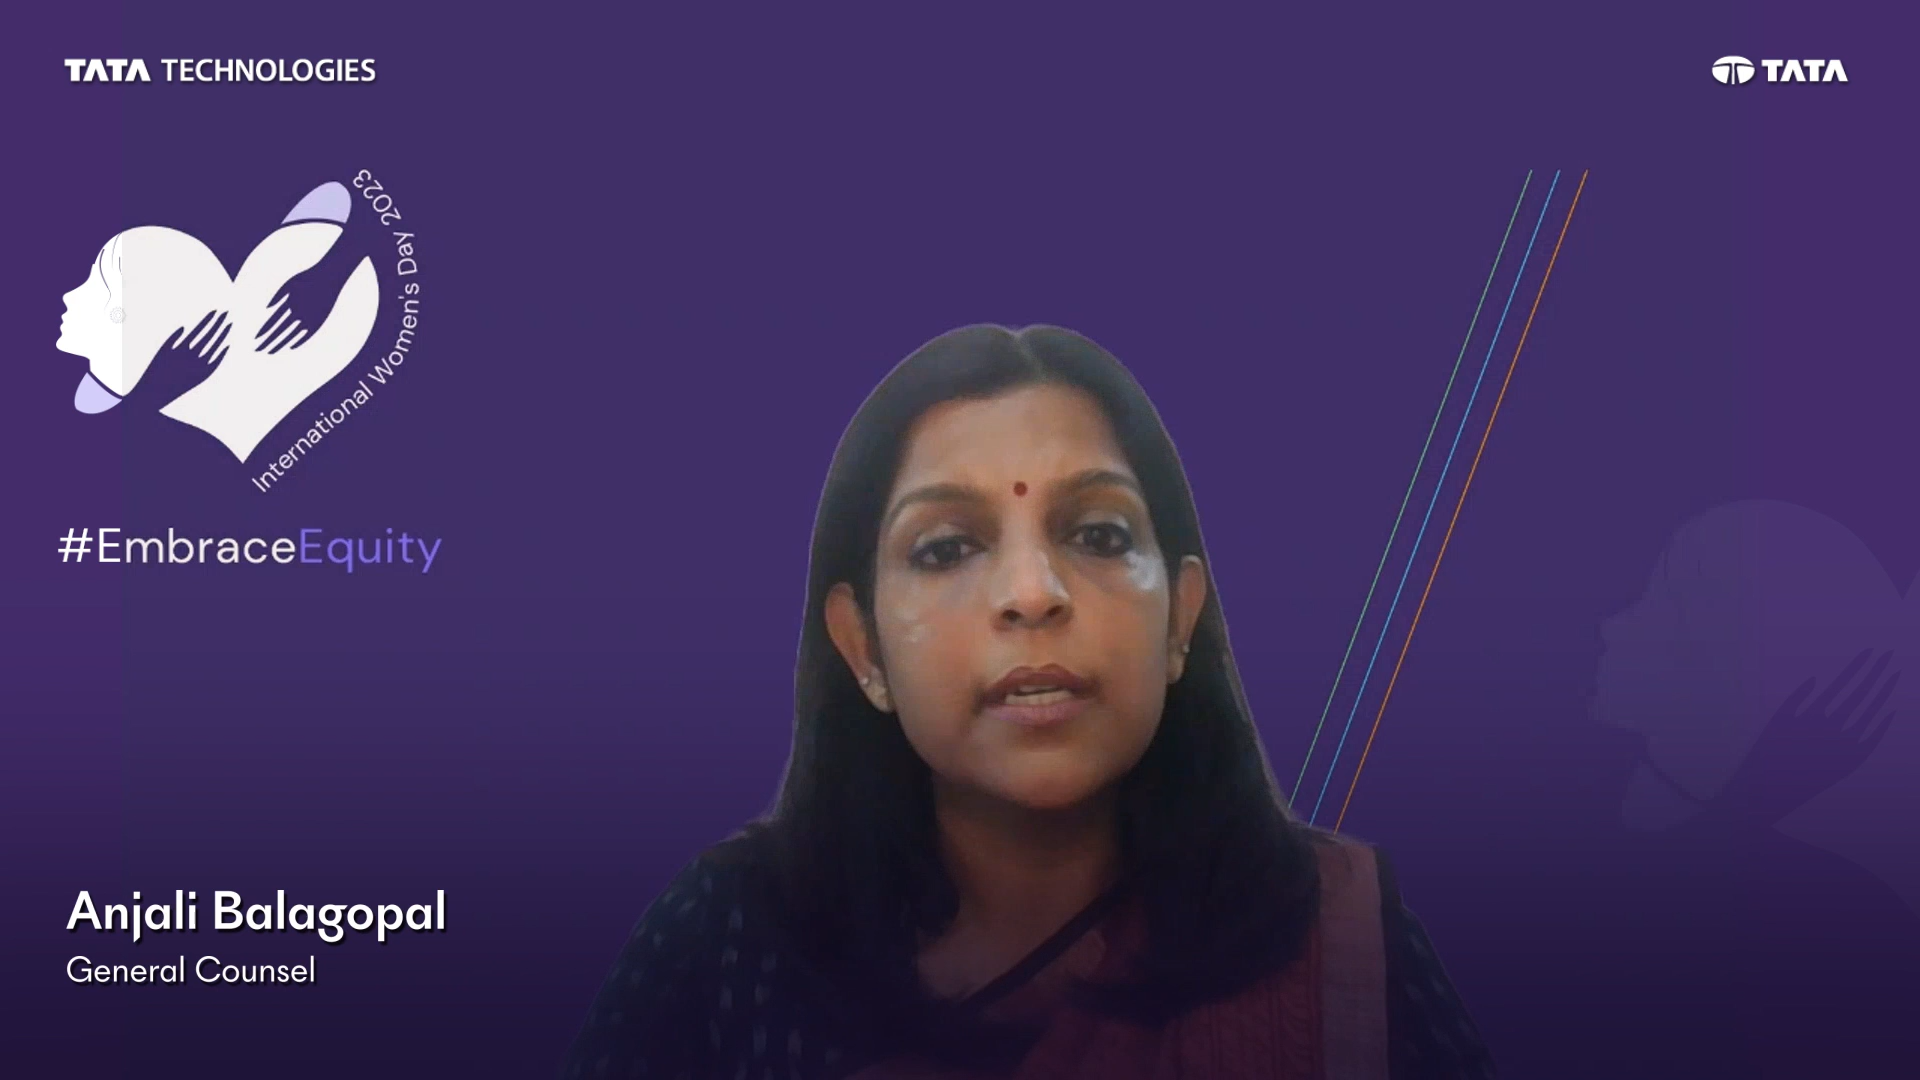 TATA TECHNOLOGIES
TATA
International Women's Day 2023
#EmbraceEquity
Anjali Balagopal
General Counsel